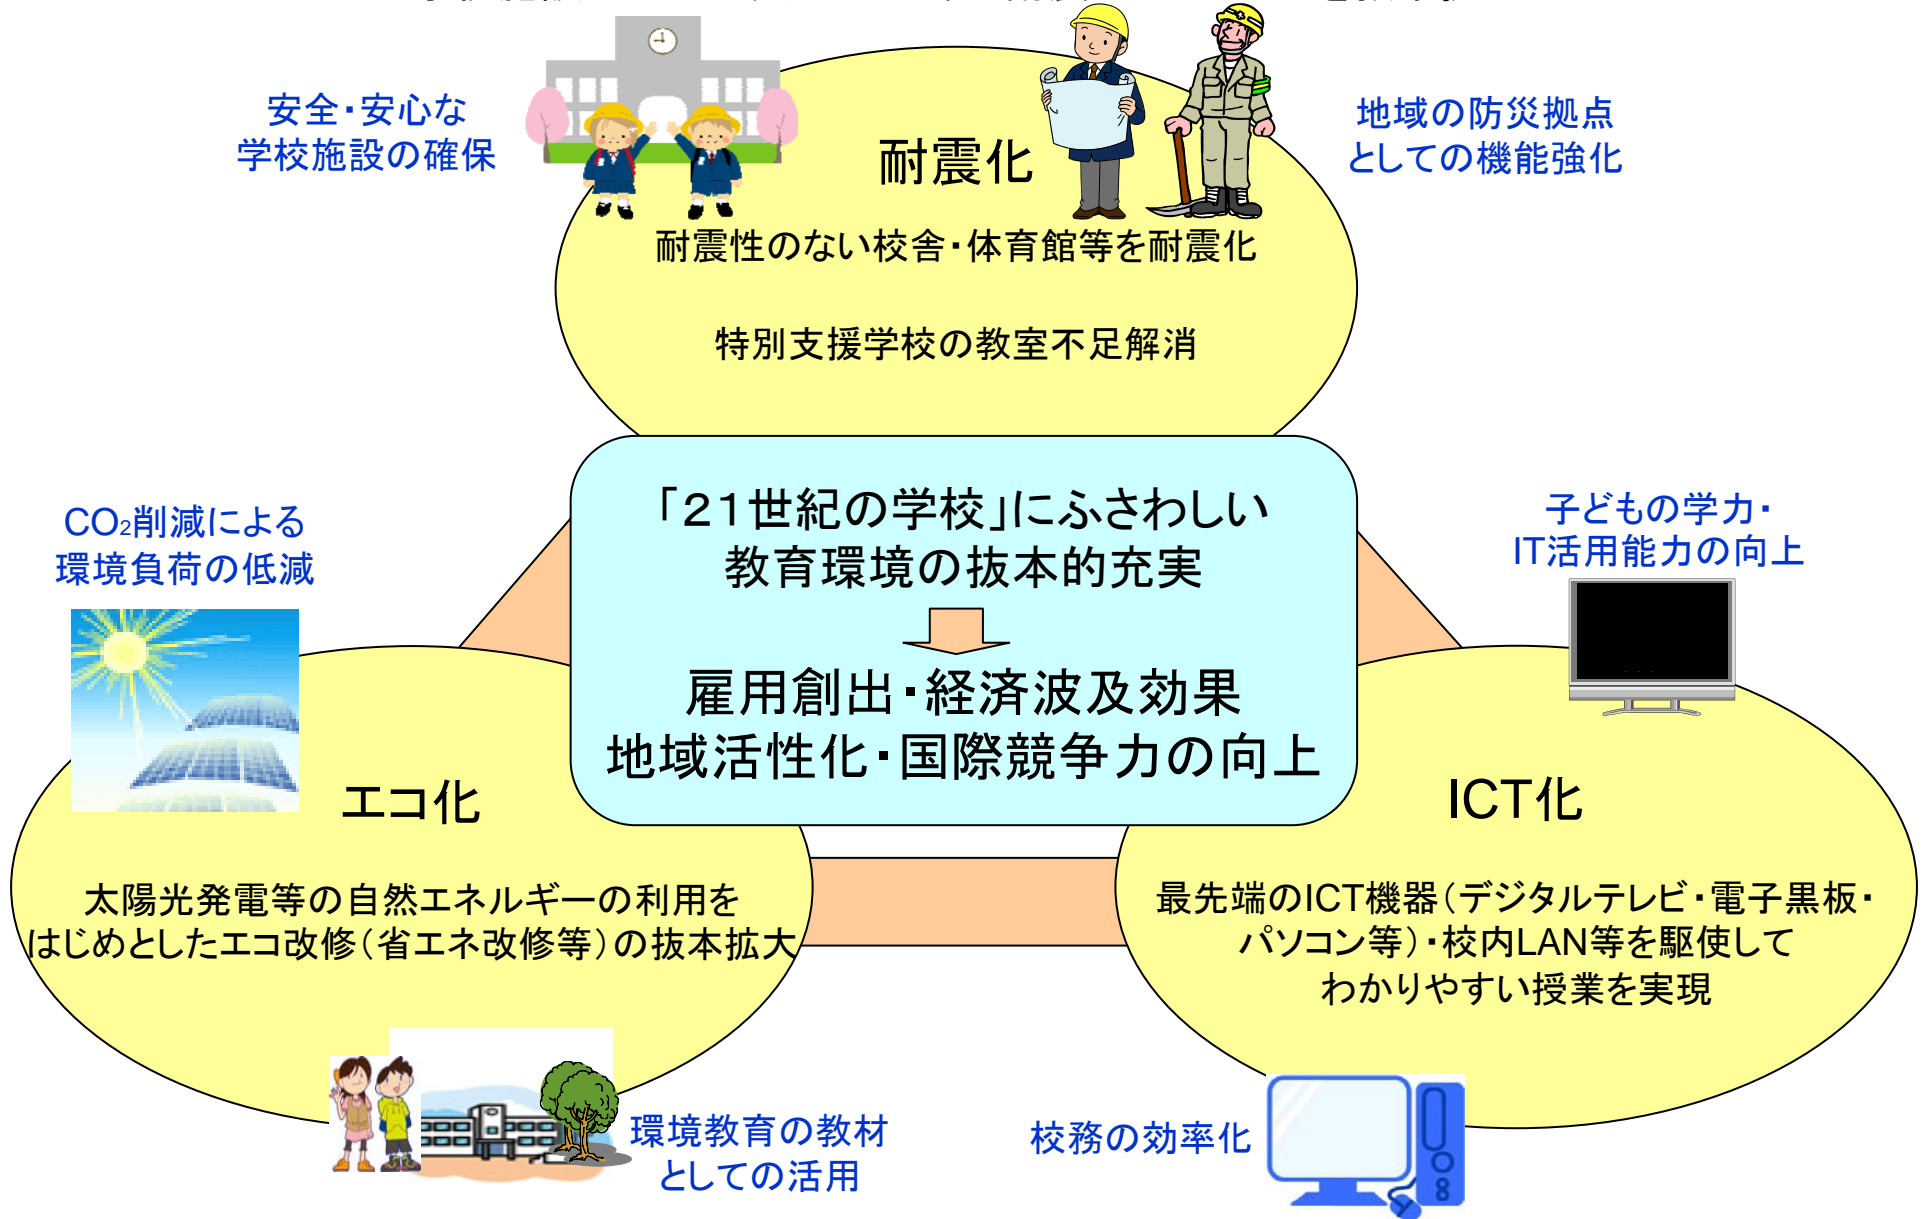 安全・安心な
学校施設の確保
地域の防災拠点
としての機能強化
耐震化
耐震性のない校舎・体育館等を耐震化
特別支援学校の教室不足解消
「21世紀の学校」にふさわしい
教育環境の抜本的充実
雇用創出・経済波及効果
地域活性化・国際競争力の向上
CO₂削減による
環境負荷の低減
エコ化
太陽光発電等の自然エネルギーの利用を
はじめとしたエコ改修(省エネ改修等)の抜本拡大
環境教育の教材
としての活用
子どもの学力・
IT活用能力の向上
ICT化
最先端のICT機器(デジタルテレビ・電子黒板・
パソコン等)・校内LAN等を駆使して
わかりやすい授業を実現
校務の効率化